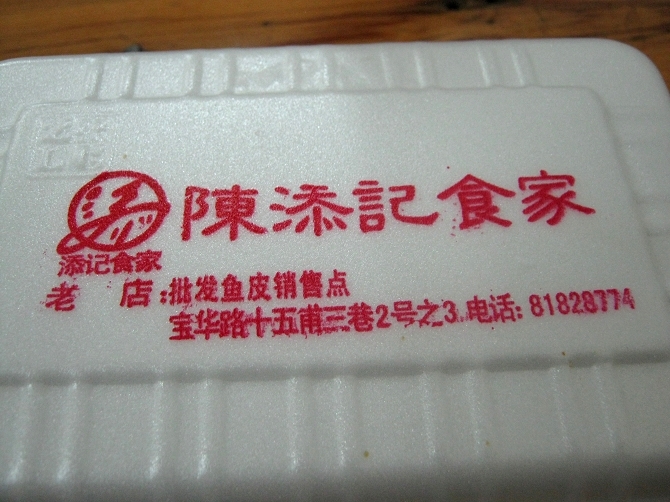 陳添記食家
添记食家
老 店:批发鱼皮销售点
宝华路十五甫三巷2号之3.电话:81828774